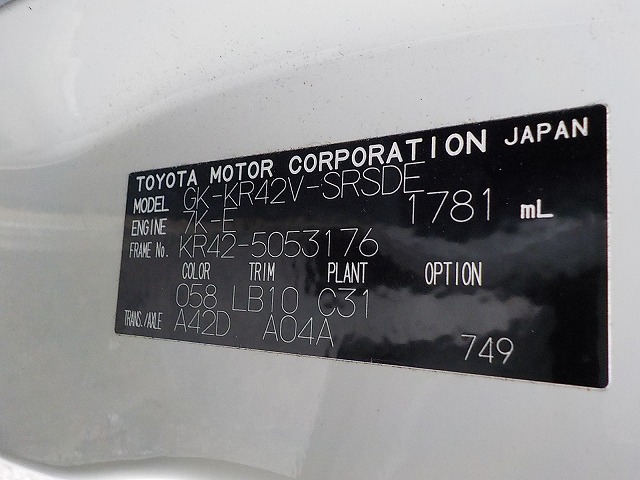 TOYOTA MOTOR CORPORATION JAPAN
MODEL GK-KR42V-SRSDE
ENGINE 7K-E 1781 mL
FRAME No. KR42-5053176
COLOR TRIM PLANT OPTION
058 LB10 C31
TRANS./AXLE A42D A04A
749